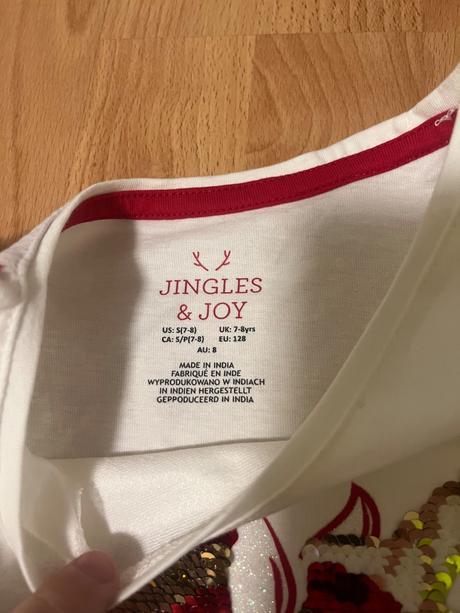 JINGLES
& JOY
US: S(7-8) UK: 7-8yrs
CA: S/P(7-8) EU: 128
AU: 8
MADE IN INDIA
FABRIQUÉ EN INDE
WYPRODUKOWANO W INDIACH
IN INDIEN HERGESTELLT
GEPPODUCEERD IN INDIA